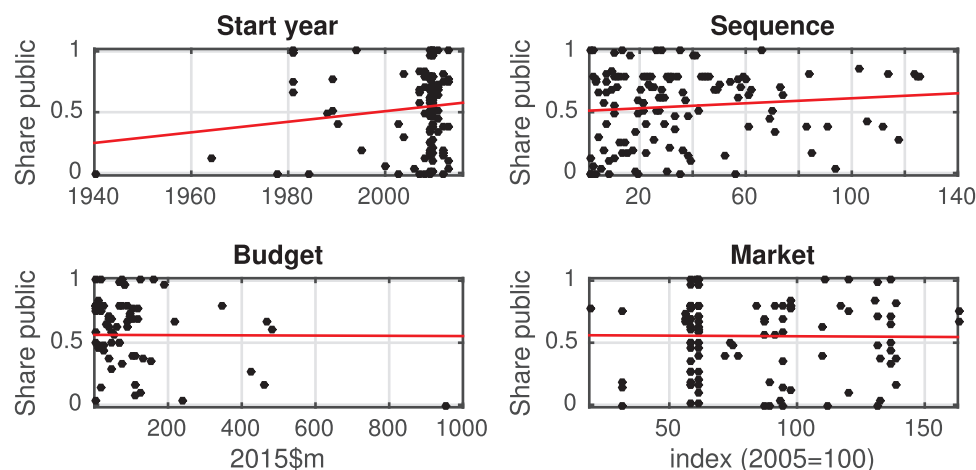 Start year
Share public
1
0.5
0
1940 1960 1980 2000
Sequence
Share public
1
0.5
0
20 60 100 140
Budget
Share public
1
0.5
0
200 400 600 800 1000
2015$m
Market
Share public
1
0.5
0
50 100 150
index (2005=100)